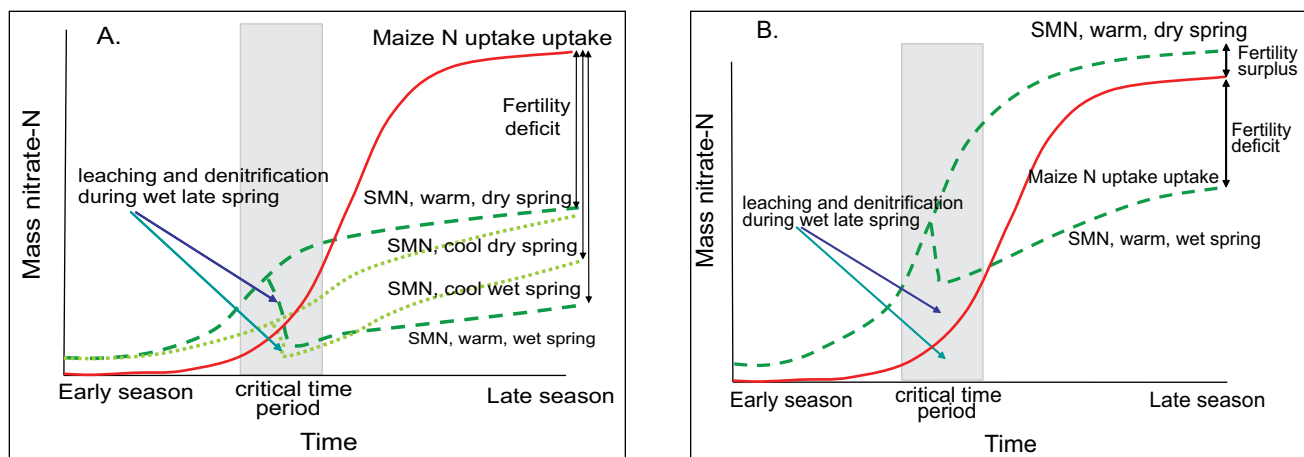 A.
Maize N uptake uptake
Fertility
deficit
leaching and denitrification
during wet late spring
SMN, warm, dry spring
SMN, cool dry spring
SMN, cool wet spring
SMN, warm, wet spring
Mass nitrate-N
Early season
critical time
period
Late season
Time
B.
SMN, warm, dry spring
Fertility
surplus
Fertility
deficit
Maize N uptake uptake
leaching and denitrification
during wet late spring
SMN, warm, wet spring
Mass nitrate-N
Early season
critical time
period
Late season
Time